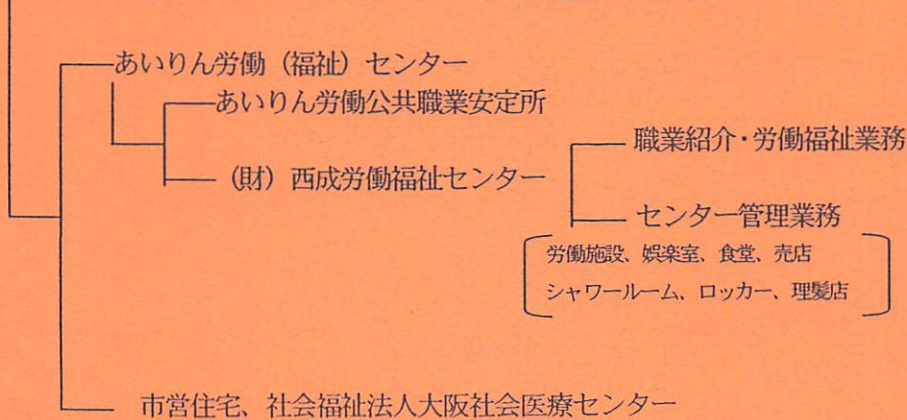 あいりん労働（福祉）センター
あいりん労働公共職業安定所
職業紹介・労働福祉業務
（財）西成労働福祉センター
センター管理業務
労働施設、娯楽室、食堂、売店
シャワールーム、ロッカー、理髪店
市営住宅、社会福祉法人大阪社会医療センター